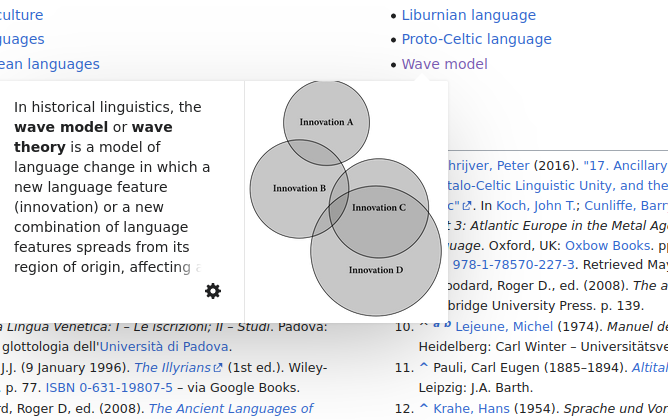 culture
Liburnian language
Proto-Celtic language
languages
Wave model
In historical linguistics, the
wave model or wave
theory is a model of
language change in which a
new language feature
(innovation) or a new
combination of language
features spreads from its
region of origin, affecting a
Innovation A
Innovation B
Innovation C
Innovation D
hrijver, Peter (2016). "17. Ancillary
talo-Celtic Linguistic Unity, and the
c". In Koch, John T.; Cunliffe, Barr
3: Atlantic Europe in the Metal Ag
uage. Oxford, UK: Oxbow Books. pp
978-1-78570-227-3. Retrieved May
oodard, Roger D., ed. (2008). The a
bridge University Press. p. 139.
a Lingua Venetica: I – Le Iscrizioni; II – Studi. Padova:
glottologia dell'Università di Padova.
J.J. (9 January 1996). The Illyrians (1st ed.). Wiley-
. p. 77. ISBN 0-631-19807-5 – via Google Books.
rd, Roger D, ed. (2008). The Ancient Languages of
10. ^ a b Lejeune, Michel (1974). Manuel de
Heidelberg: Carl Winter – Universitätsve
11. ^ Pauli, Carl Eugen (1885–1894). Altital
Leipzig: J.A. Barth.
12. ^ Krahe, Hans (1954). Sprache und Vor